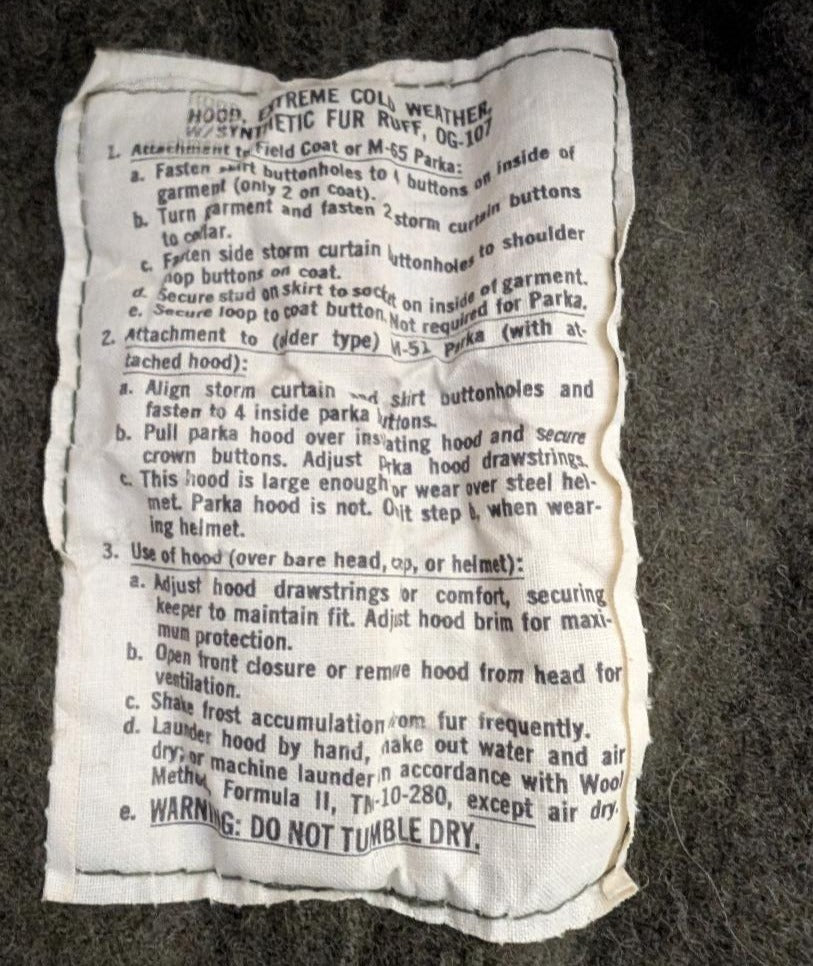 HOOD, EXTREME COLD WEATHER,
W/SYNTHETIC FUR RUFF, OG-107
1. Attachment to Field Coat or M-65 Parka:
a. Fasten skirt buttonholes to 4 buttons on inside of
garment (only 2 on coat).
b. Turn garment and fasten 2 storm curtain buttons
to collar.
c. Fasten side storm curtain buttonholes to shoulder
loop buttons on coat.
d. Secure stud on skirt to socket on inside of garment.
e. Secure loop to coat button. Not required for Parka.
2. Attachment to (older type) M-51 Parka (with at-
tached hood):
a. Align storm curtain and skirt buttonholes and
fasten to 4 inside parka buttons.
b. Pull parka hood over insulating hood and secure
crown buttons. Adjust parka hood drawstrings.
c. This hood is large enough for wear over steel hel-
met. Parka hood is not. Omit step b, when wear-
ing helmet.
3. Use of hood (over bare head, cap, or helmet):
a. Adjust hood drawstrings for comfort, securing
keeper to maintain fit. Adjust hood brim for maxi-
mum protection.
b. Open front closure or remove hood from head for
ventilation.
c. Shake frost accumulation from fur frequently.
d. Launder hood by hand, shake out water and air
dry; or machine launder in accordance with Wool
Method, Formula II, TM-10-280, except air dry.
e. WARNING: DO NOT TUMBLE DRY.